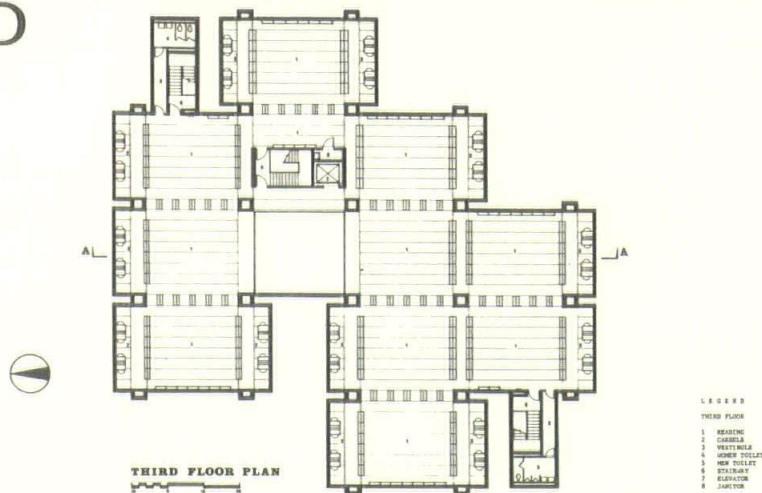 D
A
A
THIRD FLOOR PLAN
LEGEND
THIRD FLOOR
1 READING
2 CARRELS
3 VESTIBULE
4 WOMEN TOILET
5 MEN TOILET
6 STAIRWAY
7 ELEVATOR
8 JANITOR